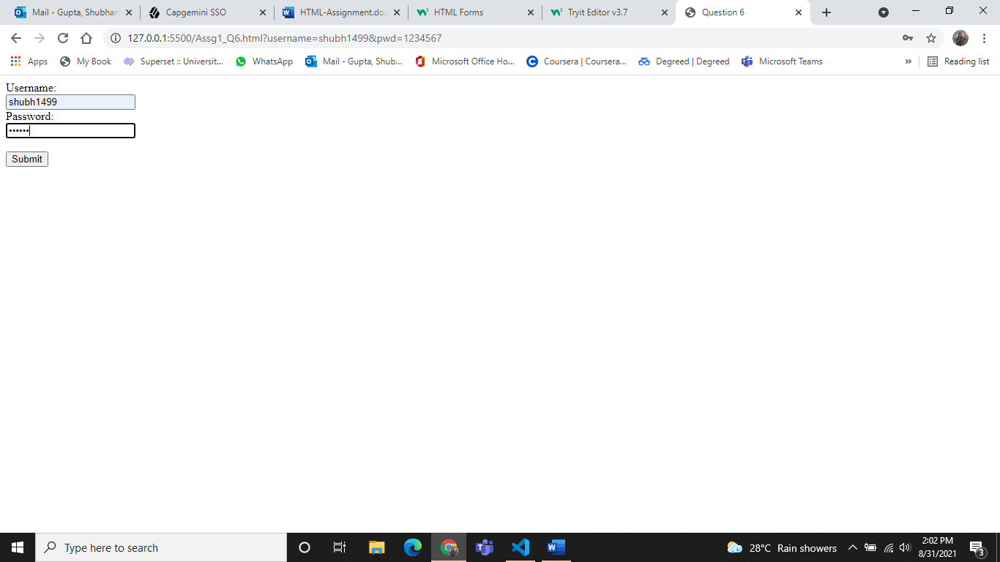 Mail - Gupta, Shubhan
Capgemini SSO
HTML-Assignment.doc
HTML Forms
Tryit Editor v3.7
Question 6
127.0.0.1:5500/Assg1_Q6.html?username=shubh1499&pwd=1234567
Apps
My Book
Superset :: Universit...
WhatsApp
Mail - Gupta, Shub...
Microsoft Office Ho...
Coursera | Coursera...
Degreed | Degreed
Microsoft Teams
»
Reading list
Username:
shubh1499
Password:
••••••
Submit
Type here to search
28°C Rain showers
2:02 PM
8/31/2021
3